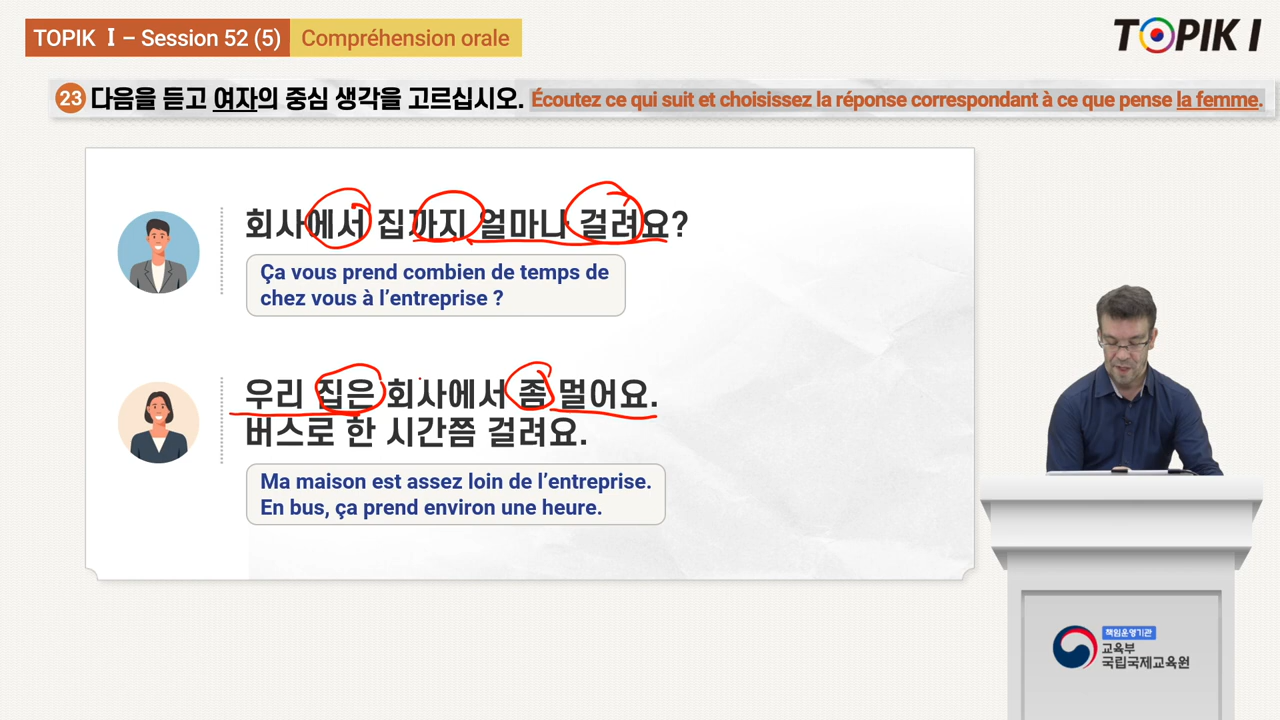 TOPIK Ⅰ – Session 52 (5) Compréhension orale
TOPIK I
23 다음을 듣고 여자의 중심 생각을 고르십시오. Écoutez ce qui suit et choisissez la réponse correspondant à ce que pense la femme.
회사에서 집까지 얼마나 걸려요?
Ça vous prend combien de temps de
chez vous à l’entreprise ?
우리 집은 회사에서 좀 멀어요.
버스로 한 시간쯤 걸려요.
Ma maison est assez loin de l’entreprise.
En bus, ça prend environ une heure.
책임운영기관
교육부
국립국제교육원